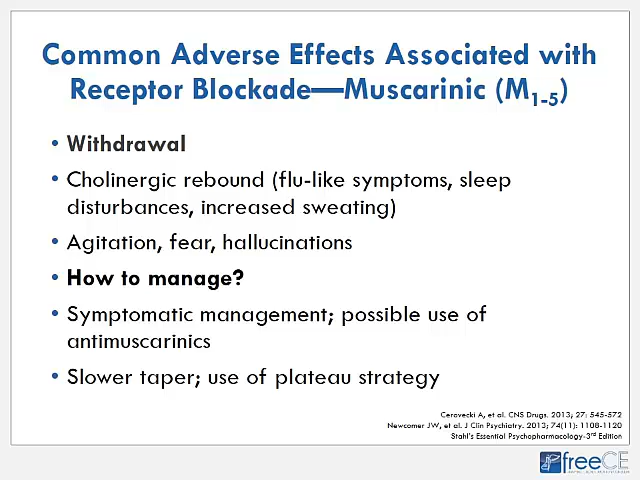 Common Adverse Effects Associated with
Receptor Blockade—Muscarinic (M1-5)
• Withdrawal
• Cholinergic rebound (flu-like symptoms, sleep
disturbances, increased sweating)
• Agitation, fear, hallucinations
• How to manage?
• Symptomatic management; possible use of
antimuscarinics
• Slower taper; use of plateau strategy
Cerovecki A, et al. CNS Drugs. 2013; 27: 545-572
Newcomer JW, et al. J Clin Psychiatry. 2013; 74(11): 1108-1120
Stahl's Essential Psychopharmacology-3rd Edition
freeCE